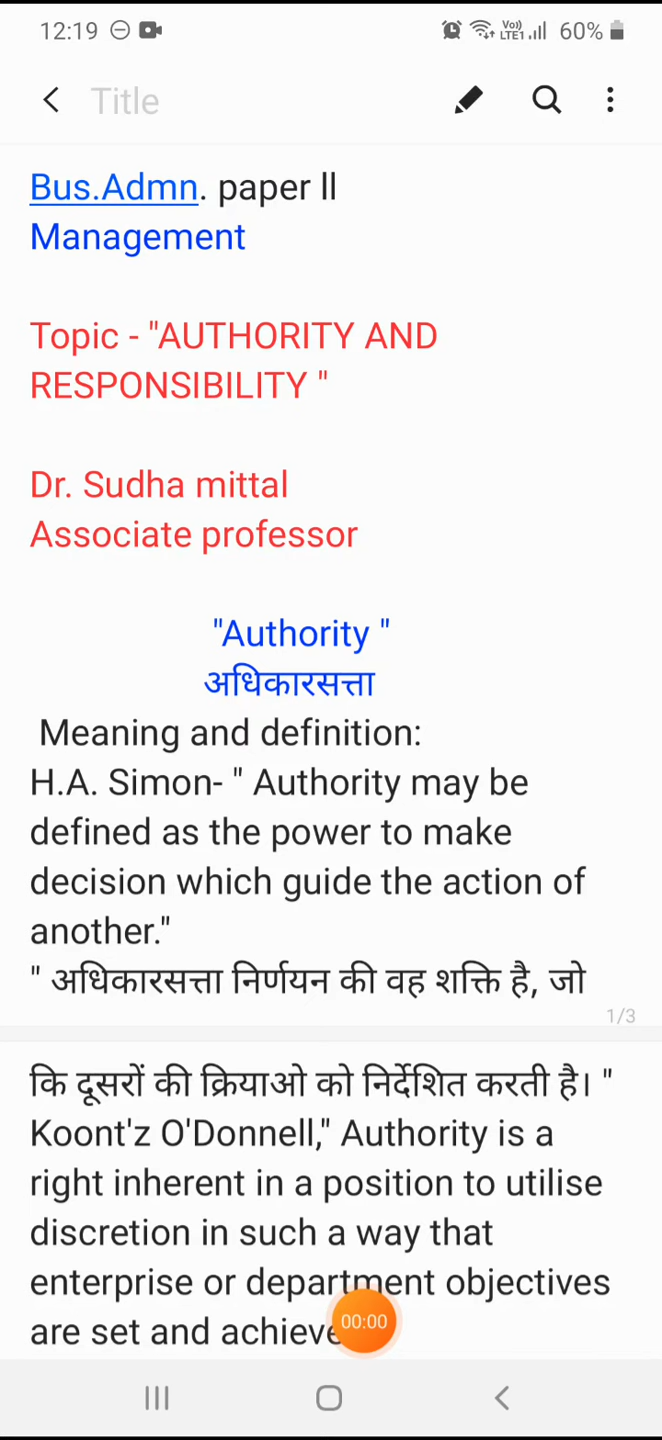 12:19
Vo))
LTE1
60%
Title
Bus.Admn. paper ll
Management
Topic - "AUTHORITY AND
RESPONSIBILITY "
Dr. Sudha mittal
Associate professor
"Authority "
अधिकारसत्ता
Meaning and definition:
H.A. Simon- " Authority may be
defined as the power to make
decision which guide the action of
another."
" अधिकारसत्ता निर्णयन की वह शक्ति है, जो
1/3
कि दूसरों की क्रियाओ को निर्देशित करती है। "
Koont'z O'Donnell," Authority is a
right inherent in a position to utilise
discretion in such a way that
enterprise or department objectives
are set and achieve
00:00